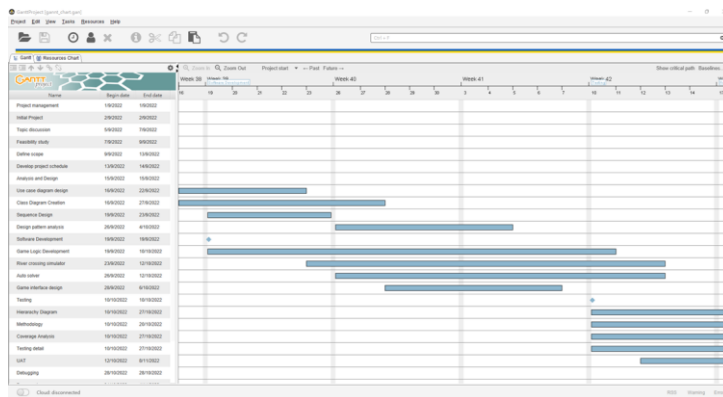 GanttProject [gannt_chart.gan]
Project Edit View Tasks Resources Help
Ctrl + F
Gantt Resources Chart
Zoom In Zoom Out Project start ← Past Future → Show critical path Baselines...
GANTT project
Week 38 Week 40 Week 41 Week 42
Name Begin date End date
19 20 21 22 23 26 27 28 29 30 3 4 5 6 7 10 11 12 13 14
Project management 1/9/2022 1/9/2022
Initial Project 2/9/2022 2/9/2022
Topic discussion 5/9/2022 7/9/2022
Feasibility study 7/9/2022 8/9/2022
Define scope 9/9/2022 13/9/2022
Develop project schedule 13/9/2022 14/9/2022
Analysis and Design 15/9/2022 15/9/2022
Use case diagram design 16/9/2022 22/9/2022
Class Diagram Creation 16/9/2022 27/9/2022
Sequence Design 19/9/2022 23/9/2022
Design pattern analysis 26/9/2022 4/10/2022
Software Development 19/9/2022 19/9/2022
Game Logic Development 19/9/2022 10/10/2022
River crossing simulator 23/9/2022 12/10/2022
Auto solver 26/9/2022 12/10/2022
Game interface design 28/9/2022 6/10/2022
Testing 10/10/2022 10/10/2022
Hierarachy Diagram 10/10/2022 27/10/2022
Methodology 10/10/2022 20/10/2022
Coverage Analysis 10/10/2022 27/10/2022
Testing detail 10/10/2022 27/10/2022
UAT 12/10/2022 8/11/2022
Debugging 28/10/2022 28/10/2022
Cloud disconnected RSS Warning